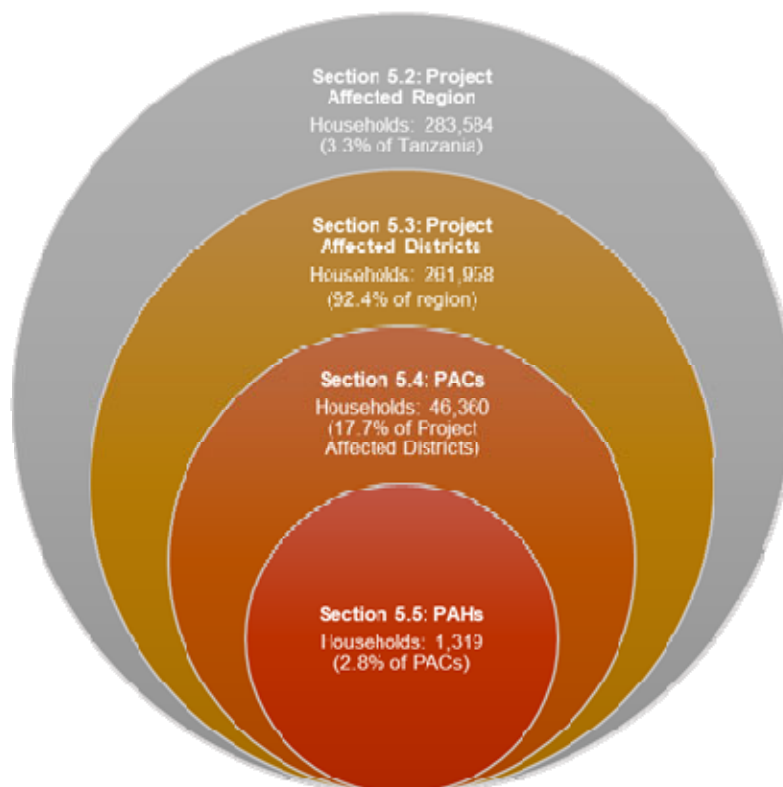 Section 5.2: Project
Affected Region
Households: 283,584
(3.3% of Tanzania)
Section 5.3: Project
Affected Districts
Households: 261,958
(92.4% of region)
Section 5.4: PACs
Households: 46,360
(17.7% of Project
Affected Districts)
Section 5.5: PAHs
Households: 1,319
(2.8% of PACs)